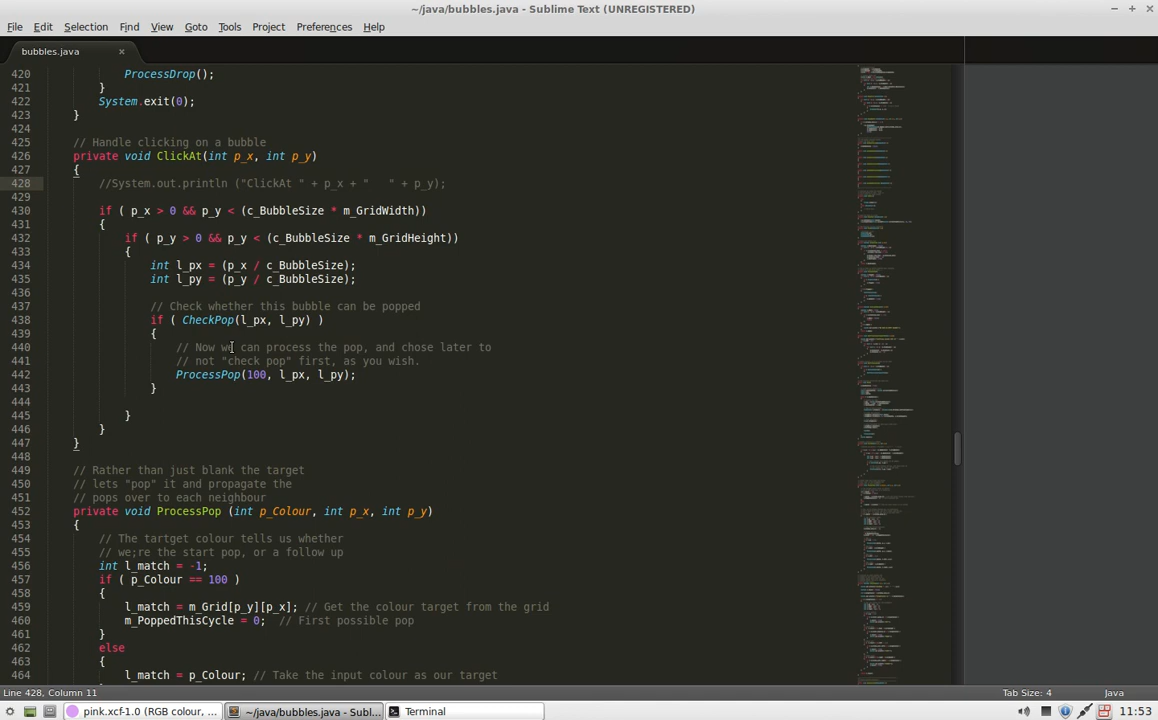 ~/java/bubbles.java - Sublime Text (UNREGISTERED)
File Edit Selection Find View Goto Tools Project Preferences Help
bubbles.java ×
420 ProcessDrop();
421 }
422 System.exit(0);
423 }
424
425 // Handle clicking on a bubble
426 private void ClickAt(int p_x, int p_y)
427 {
428 //System.out.println ("ClickAt " + p_x + "   " + p_y);
429
430 if ( p_x > 0 && p_y < (c_BubbleSize * m_GridWidth))
431 {
432 if ( p_y > 0 && p_y < (c_BubbleSize * m_GridHeight))
433 {
434 int l_px = (p_x / c_BubbleSize);
435 int l_py = (p_y / c_BubbleSize);
436
437 // Check whether this bubble can be popped
438 if ( CheckPop(l_px, l_py) )
439 {
440 // Now we can process the pop, and chose later to
441 // not "check pop" first, as you wish.
442 ProcessPop(100, l_px, l_py);
443 }
444
445 }
446 }
447 }
448
449 // Rather than just blank the target
450 // lets "pop" it and propagate the
451 // pops over to each neighbour
452 private void ProcessPop (int p_Colour, int p_x, int p_y)
453 {
454 // The tartget colour tells us whether
455 // we;re the start pop, or a follow up
456 int l_match = -1;
457 if ( p_Colour == 100 )
458 {
459 l_match = m_Grid[p_y][p_x]; // Get the colour target from the grid
460 m_PoppedThisCycle = 0; // First possible pop
461 }
462 else
463 {
464 l_match = p_Colour; // Take the input colour as our target
Line 428, Column 11 Tab Size: 4 Java
pink.xcf-1.0 (RGB colour, ... ~/java/bubbles.java - Subl... Terminal 11:53